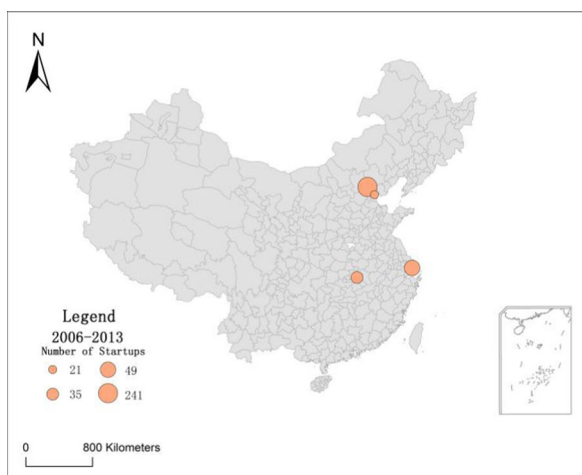 N
Legend
2006-2013
Number of Startups
21 49
35 241
0 800 Kilometers